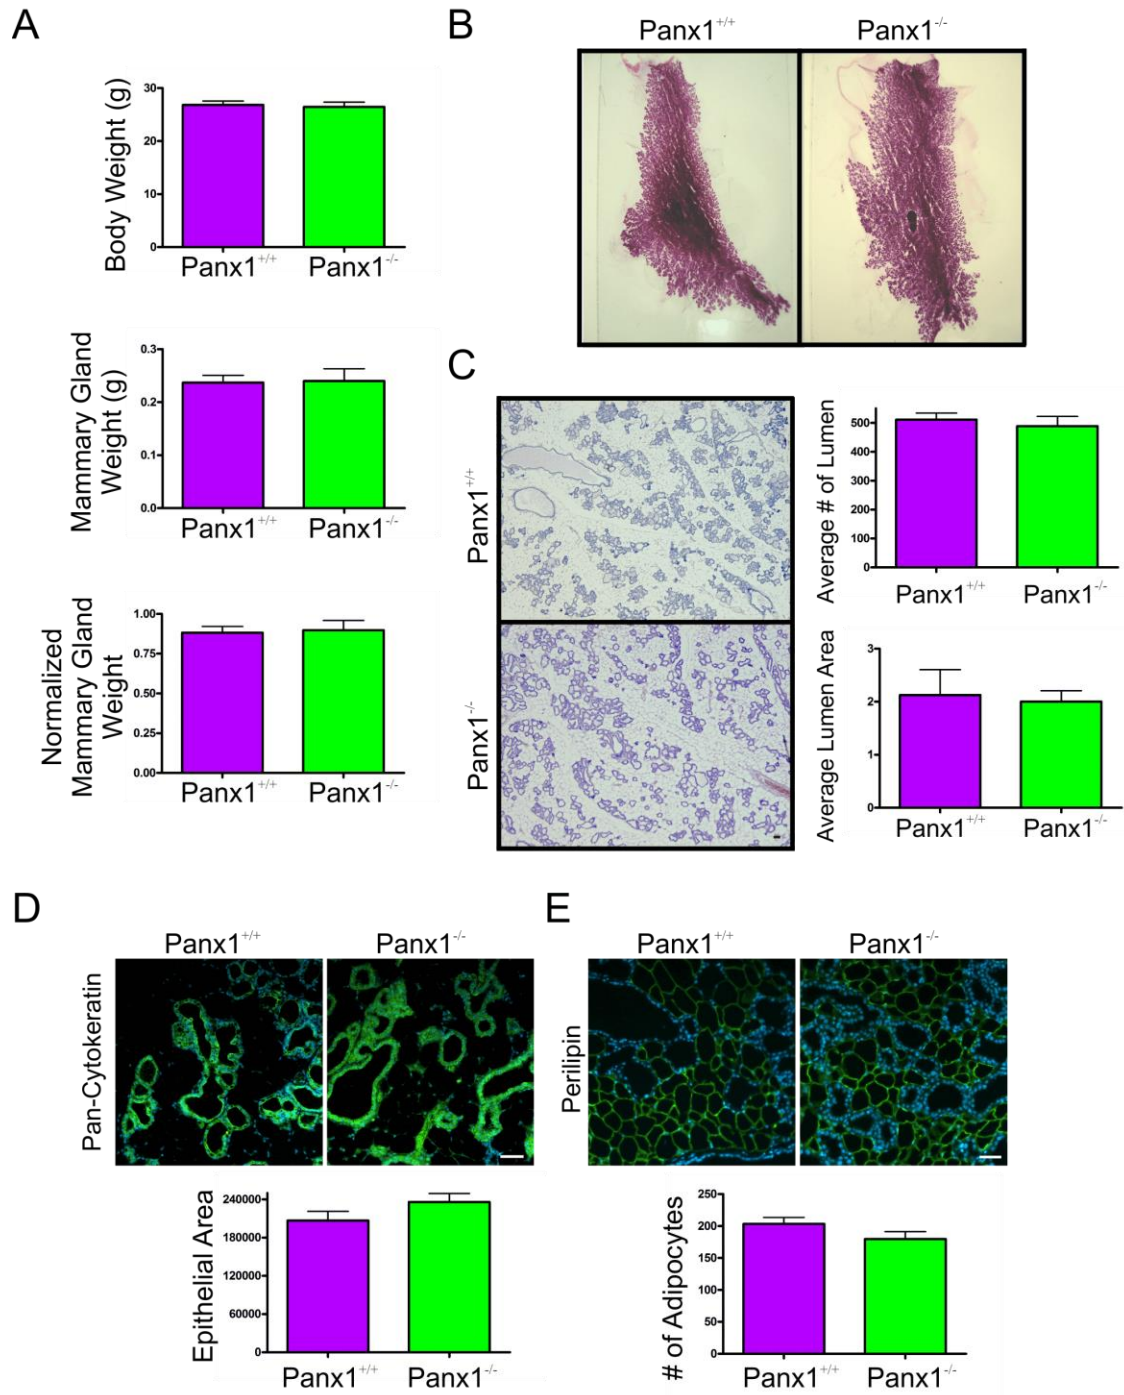 A
Body Weight (g)
30
20
10
0
Panx1+/+ Panx1-/-
Mammary Gland
Weight (g)
0.3
0.2
0.1
0.0
Panx1+/+ Panx1-/-
Normalized
Mammary Gland
Weight
1.00
0.75
0.50
0.25
0.00
Panx1+/+ Panx1-/-
B
Panx1+/+ Panx1-/-
C
Panx1+/+
Panx1-/-
Average # of Lumen
500
400
300
200
100
0
Panx1+/+ Panx1-/-
Average Lumen Area
3
2
1
0
Panx1+/+ Panx1-/-
D
Panx1+/+ Panx1-/-
Pan-Cytokeratin
Epithelial Area
240000
180000
120000
60000
0
Panx1+/+ Panx1-/-
E
Panx1+/+ Panx1-/-
Perilipin
# of Adipocytes
250
200
150
100
50
0
Panx1+/+ Panx1-/-